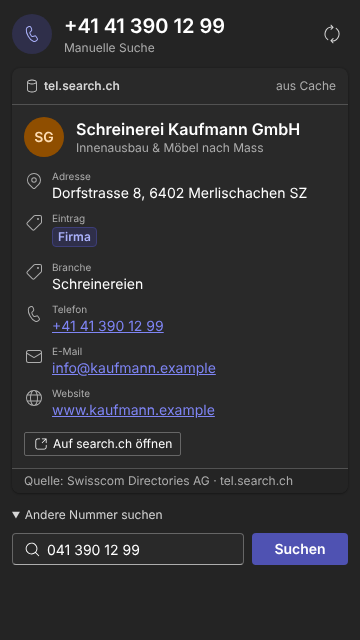 +41 41 390 12 99
Manuelle Suche
tel.search.ch
aus Cache
SG
Schreinerei Kaufmann GmbH
Innenausbau & Möbel nach Mass
Adresse
Dorfstrasse 8, 6402 Merlischachen SZ
Eintrag
Firma
Branche
Schreinereien
Telefon
+41 41 390 12 99
E-Mail
info@kaufmann.example
Website
www.kaufmann.example
Auf search.ch öffnen
Quelle: Swisscom Directories AG · tel.search.ch
▼ Andere Nummer suchen
041 390 12 99
Suchen